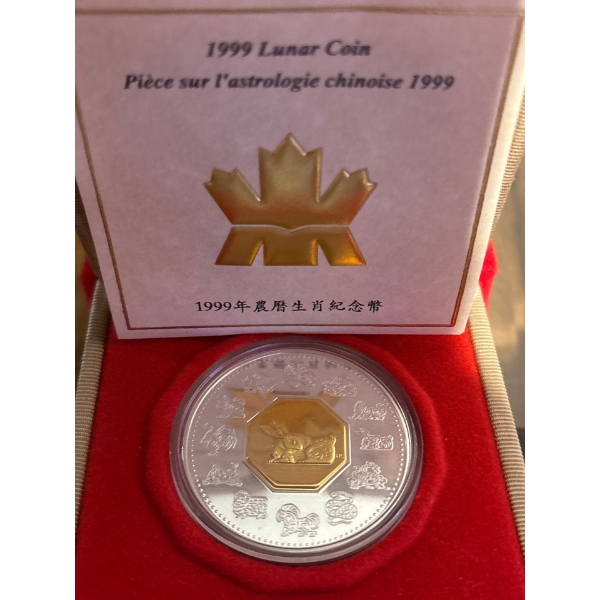 1999 Lunar Coin
Pièce sur l'astrologie chinoise 1999
1999年農曆生肖紀念幣